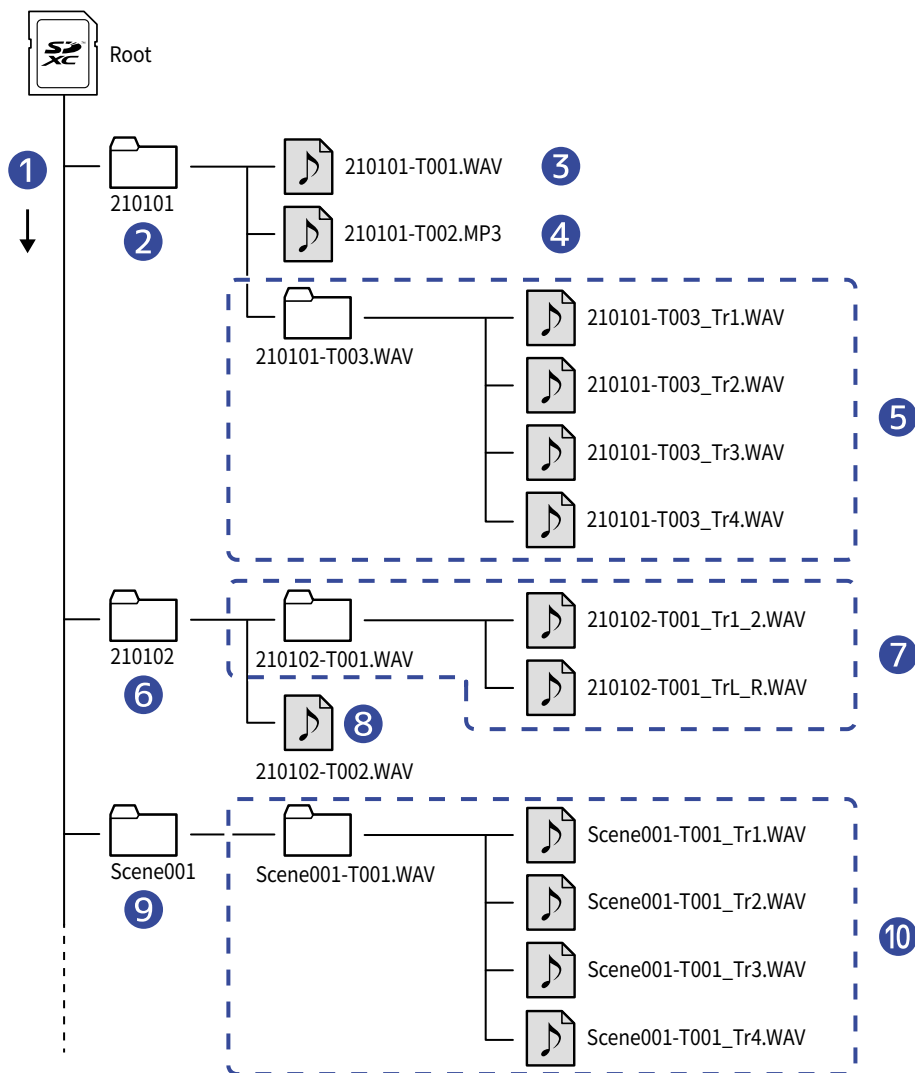 SD XC
Root
1
210101
2
210101-T001.WAV
3
210101-T002.MP3
4
210101-T003.WAV
210101-T003_Tr1.WAV
210101-T003_Tr2.WAV
210101-T003_Tr3.WAV
210101-T003_Tr4.WAV
5
210102
6
210102-T001.WAV
210102-T001_Tr1_2.WAV
210102-T001_TrL_R.WAV
7
8
210102-T002.WAV
Scene001
9
Scene001-T001.WAV
Scene001-T001_Tr1.WAV
Scene001-T001_Tr2.WAV
Scene001-T001_Tr3.WAV
Scene001-T001_Tr4.WAV
10